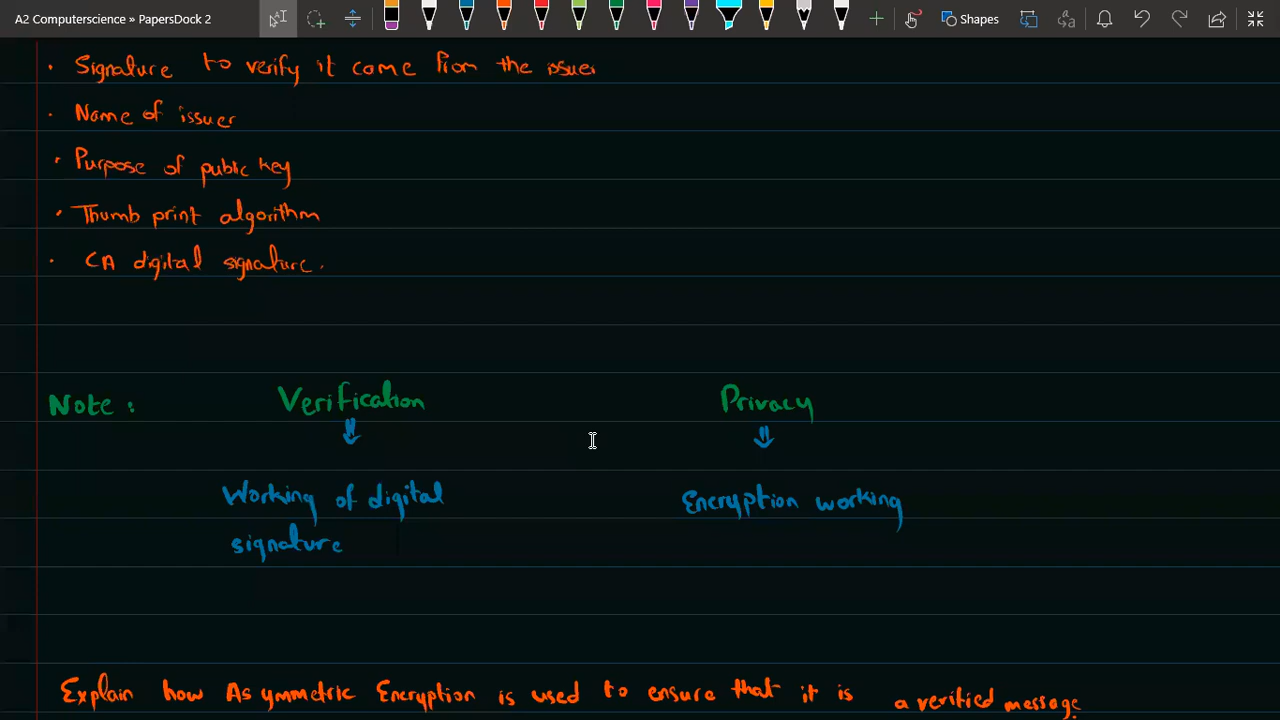 A2 Computerscience » PapersDock 2
Shapes
• Signature to verify it come from the issuer
• Name of issuer
• Purpose of public key
• Thumb print algorithm
• CA digital signature.
Note : Verification Privacy
Working of digital Encryption working
signature
Explain how Asymmetric Encryption is used to ensure that it is a verified message